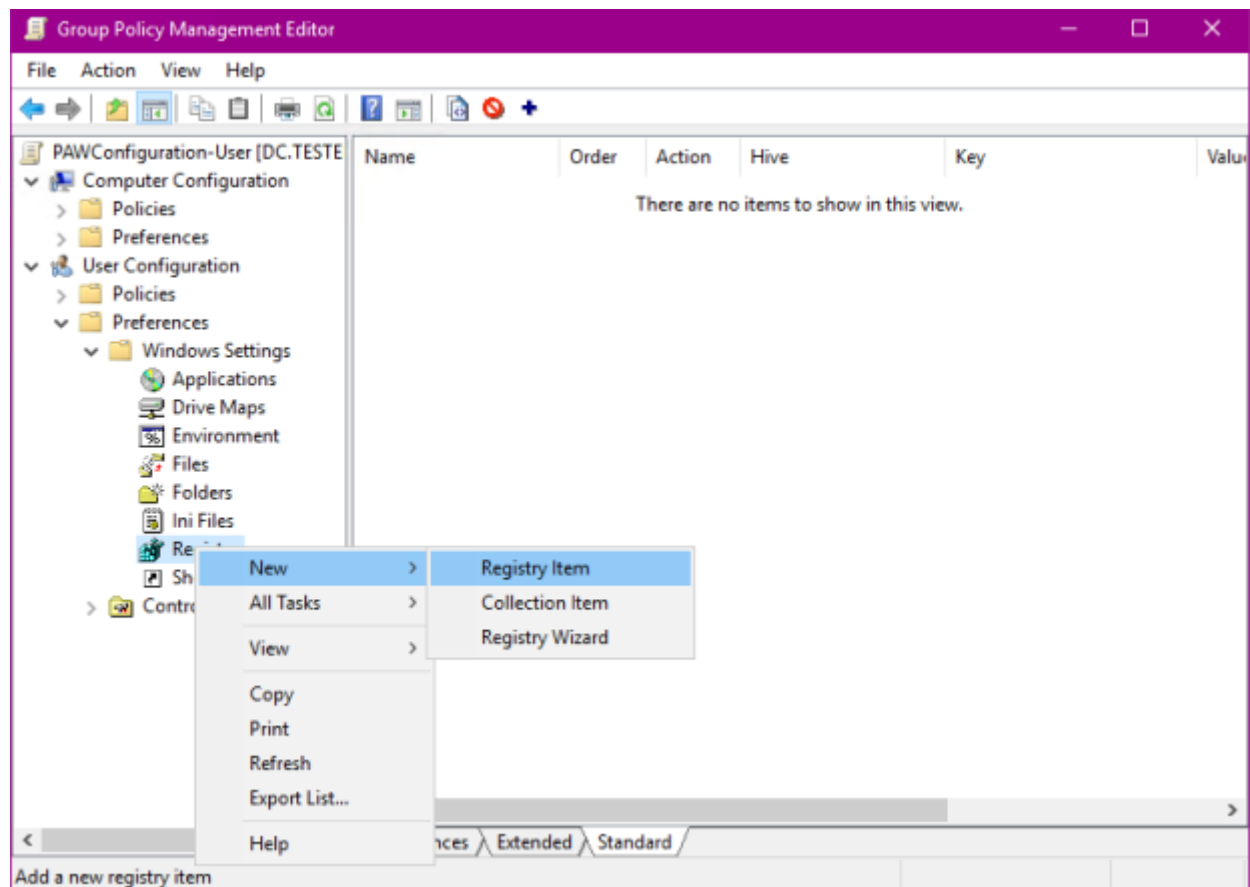 Group Policy Management Editor
File Action View Help
PAWConfiguration-User [DC.TESTE
Computer Configuration
Policies
Preferences
User Configuration
Policies
Preferences
Windows Settings
Applications
Drive Maps
Environment
Files
Folders
Ini Files
Name Order Action Hive Key
There are no items to show in this view.
New
All Tasks
View
Copy
Print
Refresh
Export List...
Help
Registry Item
Collection Item
Registry Wizard
Extended Standard
Add a new registry item